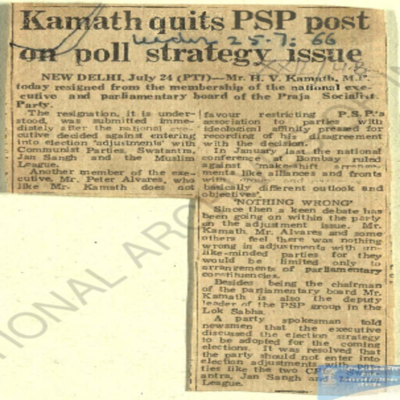 Kamath quits PSP post
on poll strategy issue
25.7.66
NEW DELHI, July 24 (PTI)—Mr. H. V. Kamath, M.P.
today resigned from the membership of the national exe-
cutive and parliamentary board of the Praja Socialist
Party.
The resignation, it is under-
stood, was submitted imme-
diately after the national exe-
cutive decided against entering
into election 'adjustments' with
Communist Parties, Swatantra,
Jan Sangh and the Muslim
League.
Another member of the exe-
cutive, Mr. Peter Alvares, who
like Mr. Kamath does not
favour restricting P.S.P.'s
association to parties with
ideological affinity pressed for
recording of his disagreement
with the decision.
In January last the national
conference at Bombay ruled
against 'makeshift arrange-
ments like alliances and fronts
with those who have
basically different outlook and
objectives'.
'NOTHING WRONG'
Since then a keen debate has
been going on within the party
on the adjustment issue. Mr.
Kamath, Mr. Alvares and some
others feel there was nothing
wrong in adjustments with un-
like-minded parties for they
would be limited only to
arrangements of parliamentary
constituencies.
Besides being the chairman
of the parliamentary board Mr.
Kamath is also the deputy
leader of the PSP group in the
Lok Sabha.
A party spokesman told
newsmen that the executive
discussed the election strategy
to be adopted for the coming
elections. It was resolved that
the party should not enter into
election adjustments with par-
ties like the two
antra, Jan Sangh and
League.
NATIONAL ARCH